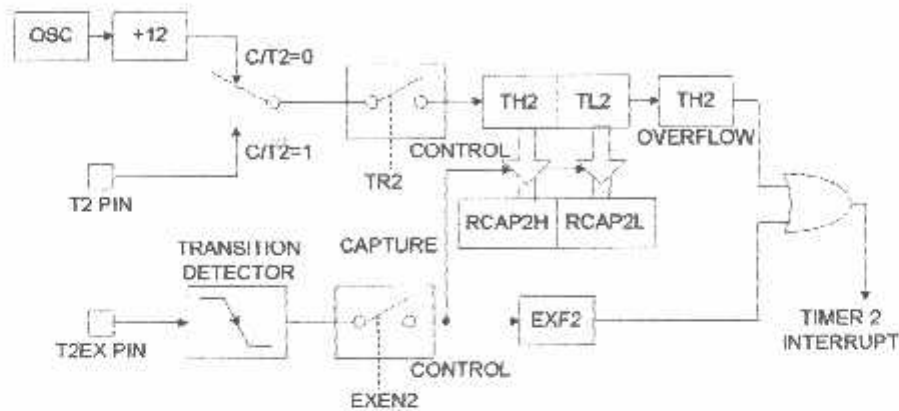 OSC
+12
C/T2=0
TH2
TL2
TH2
OVERFLOW
CONTROL
C/T2=1
TR2
T2 PIN
RCAP2H
RCAP2L
CAPTURE
TRANSITION
DETECTOR
EXF2
TIMER 2
INTERRUPT
T2EX PIN
CONTROL
EXEN2